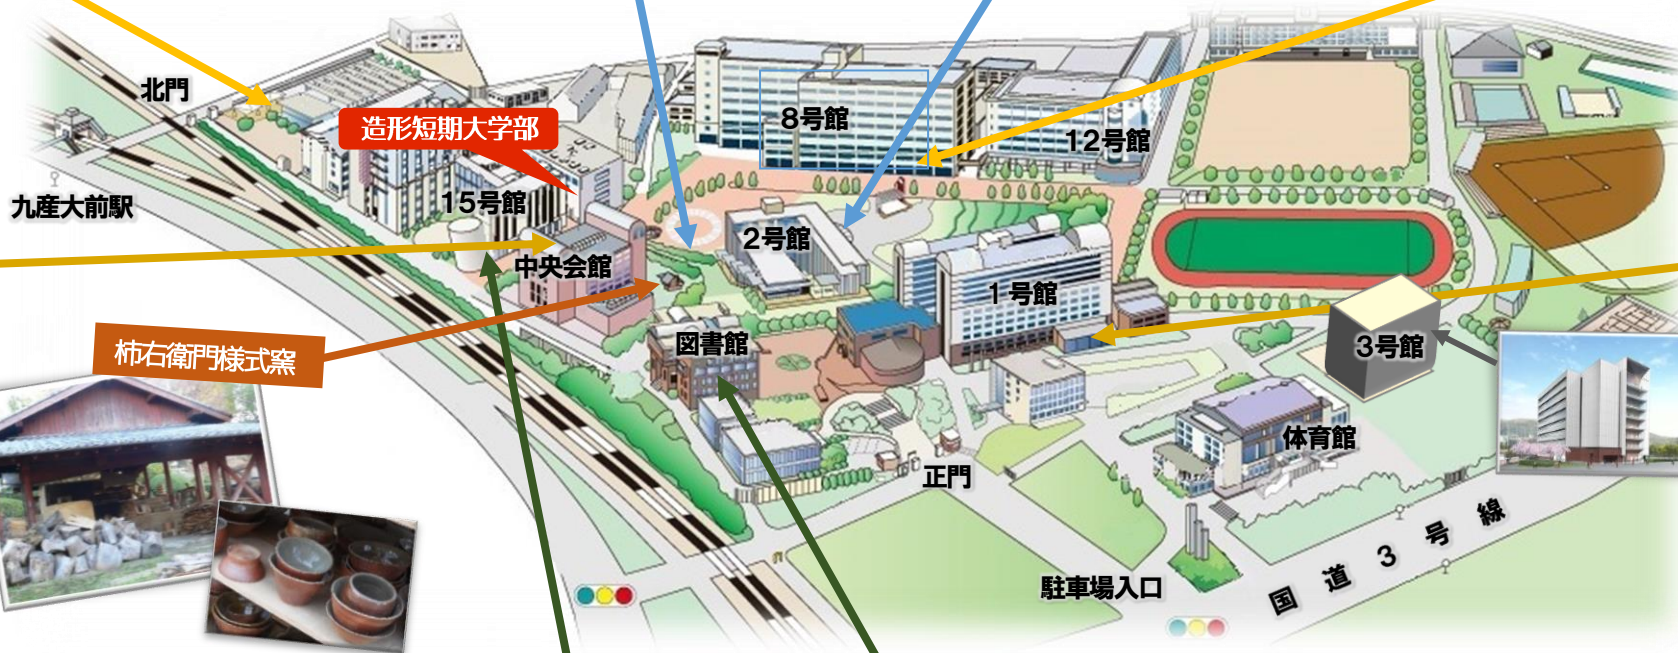 北門
造形短期大学部
8号館
12号館
15号館
九産大前駅
2号館
中央会館
1号館
図書館
3号館
柿右衛門様式窯
体育館
正門
駐車場入口
国道3号線